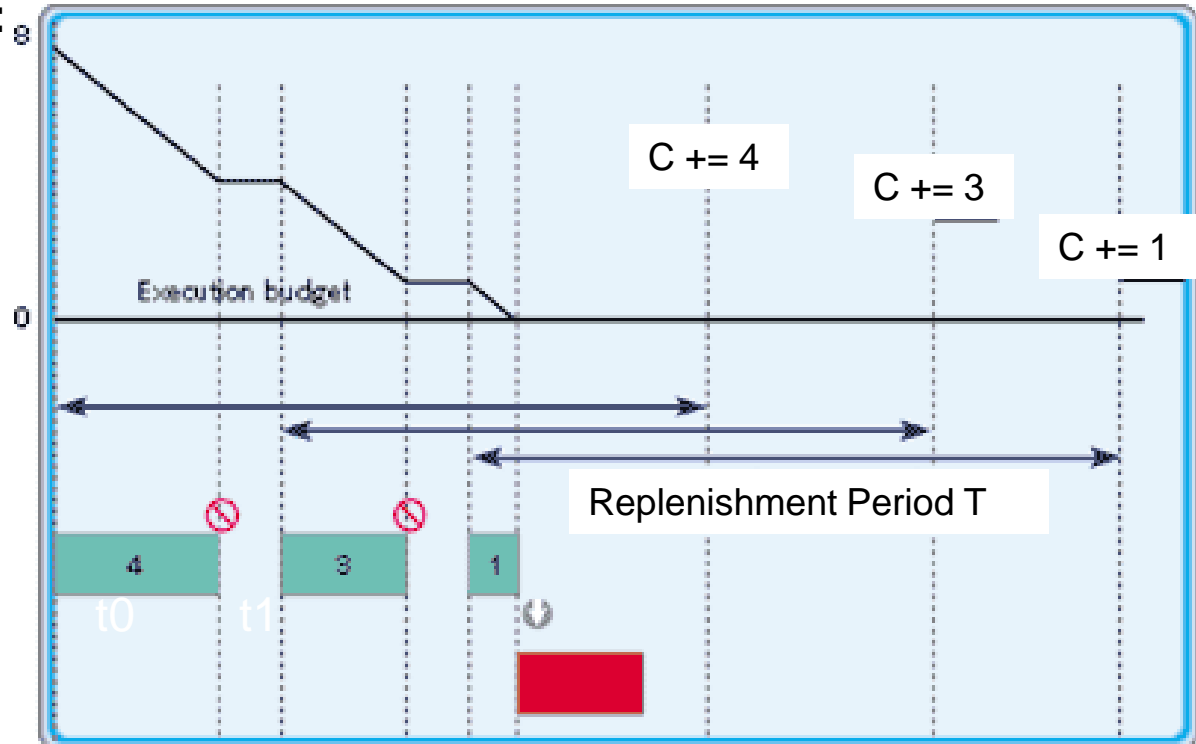 8
C += 4
C += 3
C += 1
Execution budget
0
Replenishment Period T
4
3
1
t0
t1